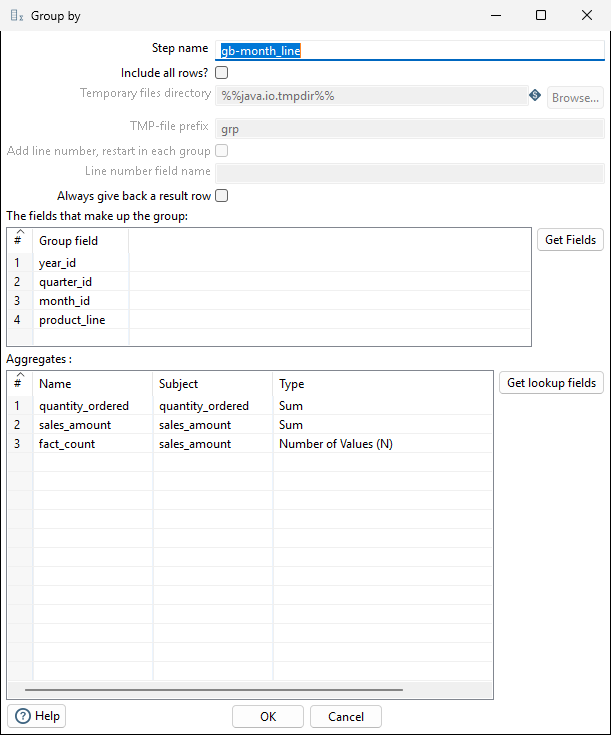 Group by
Step name gb-month_line
Include all rows?
Temporary files directory %%java.io.tmpdir%% Browse...
TMP-file prefix grp
Add line number, restart in each group
Line number field name
Always give back a result row
The fields that make up the group:
# Group field Get Fields
1 year_id
2 quarter_id
3 month_id
4 product_line
Aggregates :
# Name Subject Type Get lookup fields
1 quantity_ordered quantity_ordered Sum
2 sales_amount sales_amount Sum
3 fact_count sales_amount Number of Values (N)
? Help OK Cancel